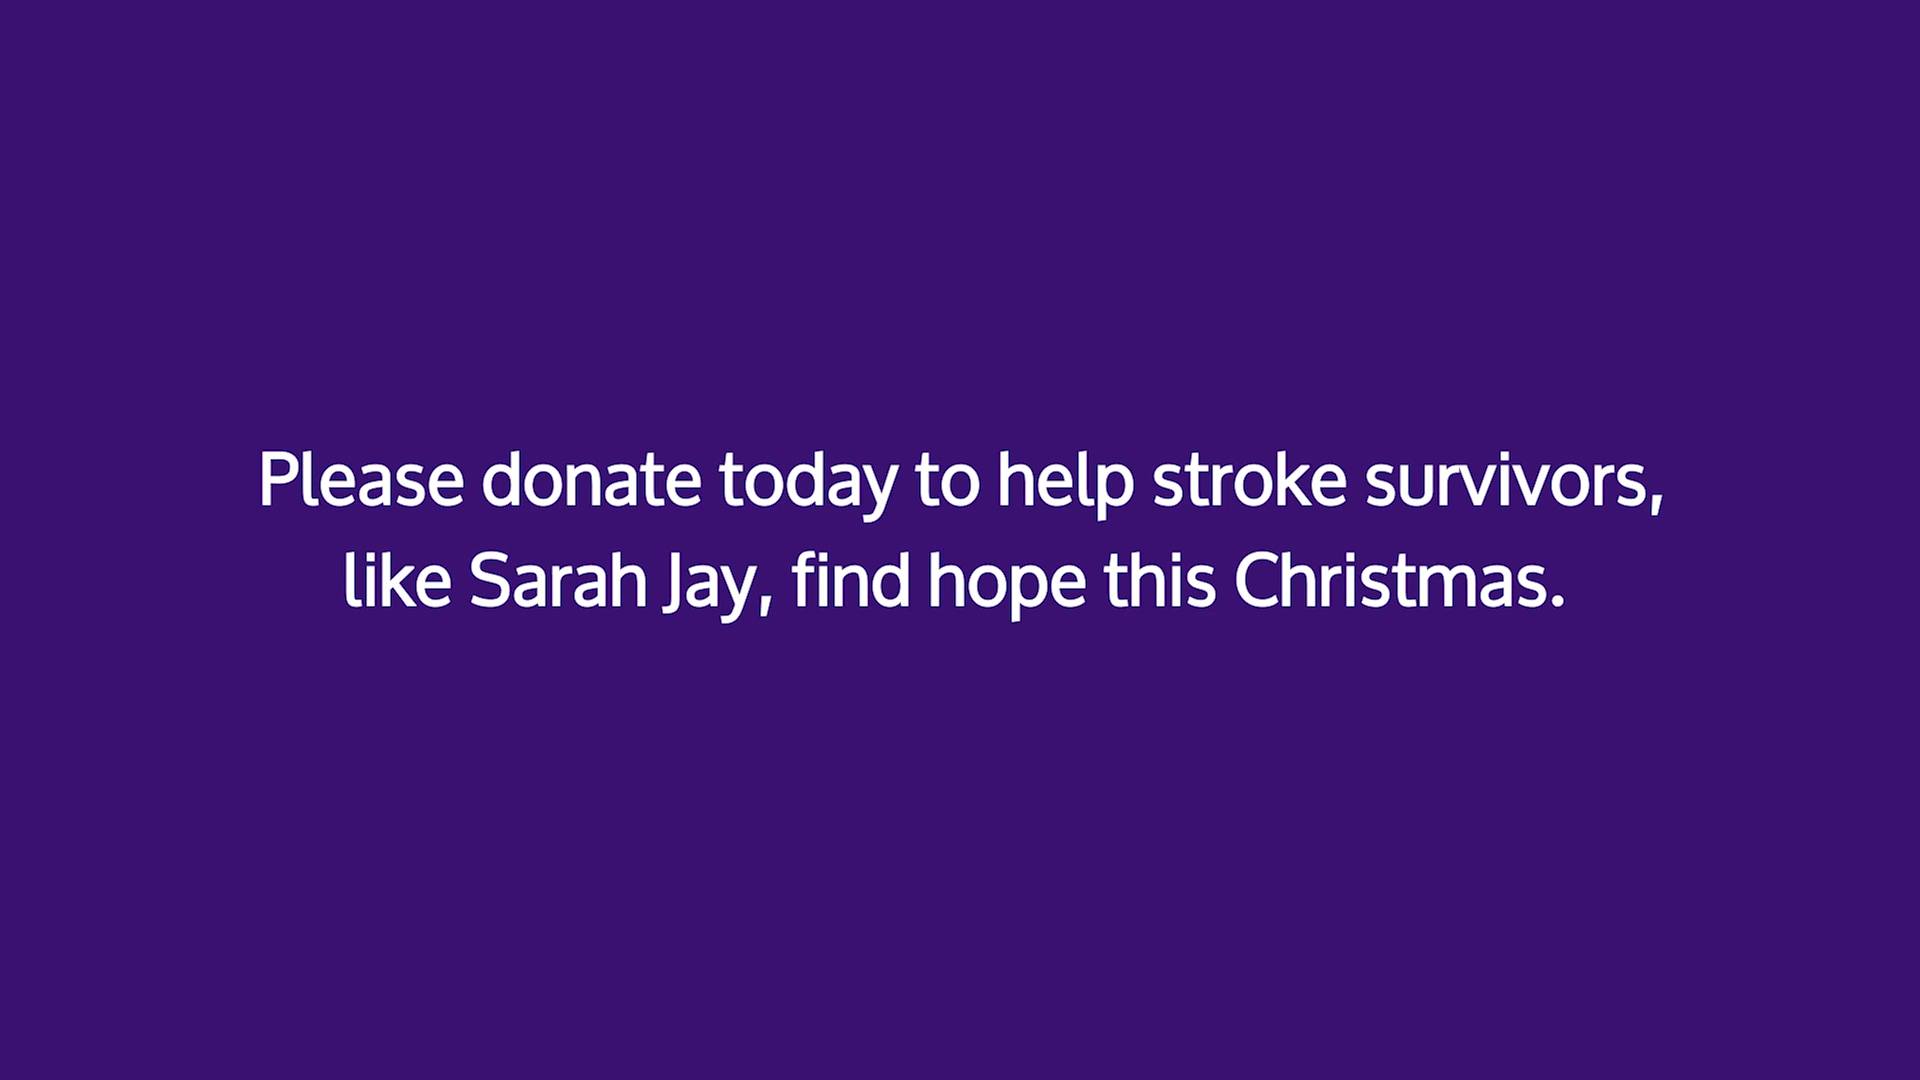 Please donate today to help stroke survivors,
like Sarah Jay, find hope this Christmas.